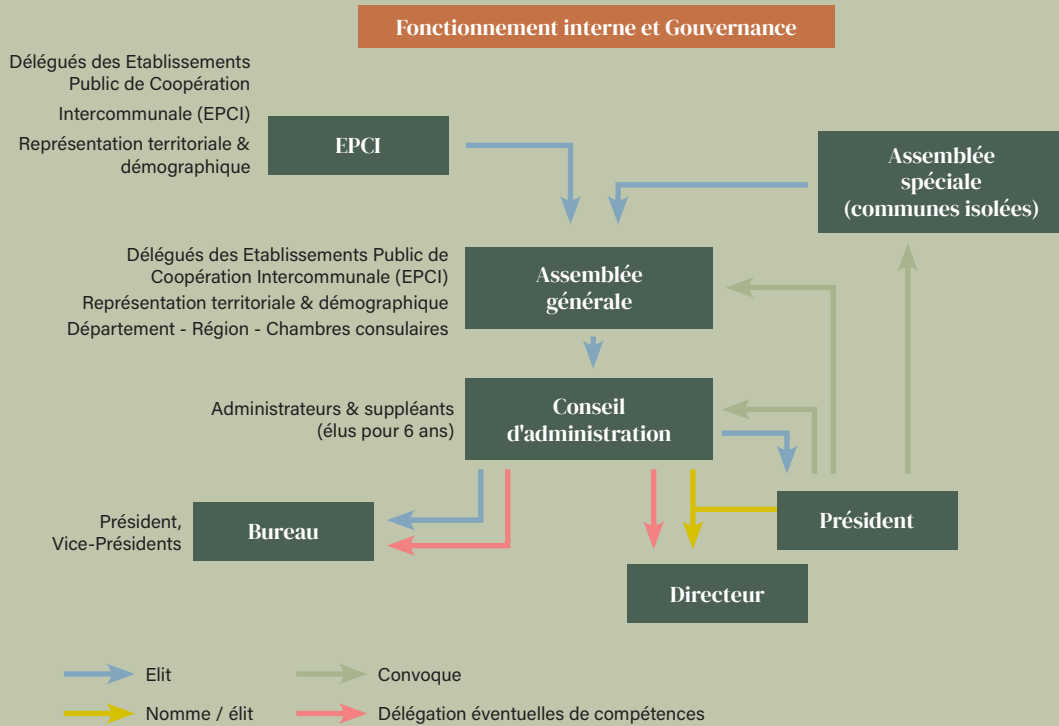 Fonctionnement interne et Gouvernance
Délégués des Etablissements
Public de Coopération
Intercommunale (EPCI)
Représentation territoriale &
démographique
EPCI
Assemblée
spéciale
(communes isolées)
Délégués des Etablissements Public de
Coopération Intercommunale (EPCI)
Représentation territoriale & démographique
Département - Région - Chambres consulaires
Assemblée
générale
Administrateurs & suppléants
(élus pour 6 ans)
Conseil
d'administration
Président,
Vice-Présidents
Bureau
Président
Directeur
Elit
Convoque
Nomme / élit
Délégation éventuelles de compétences